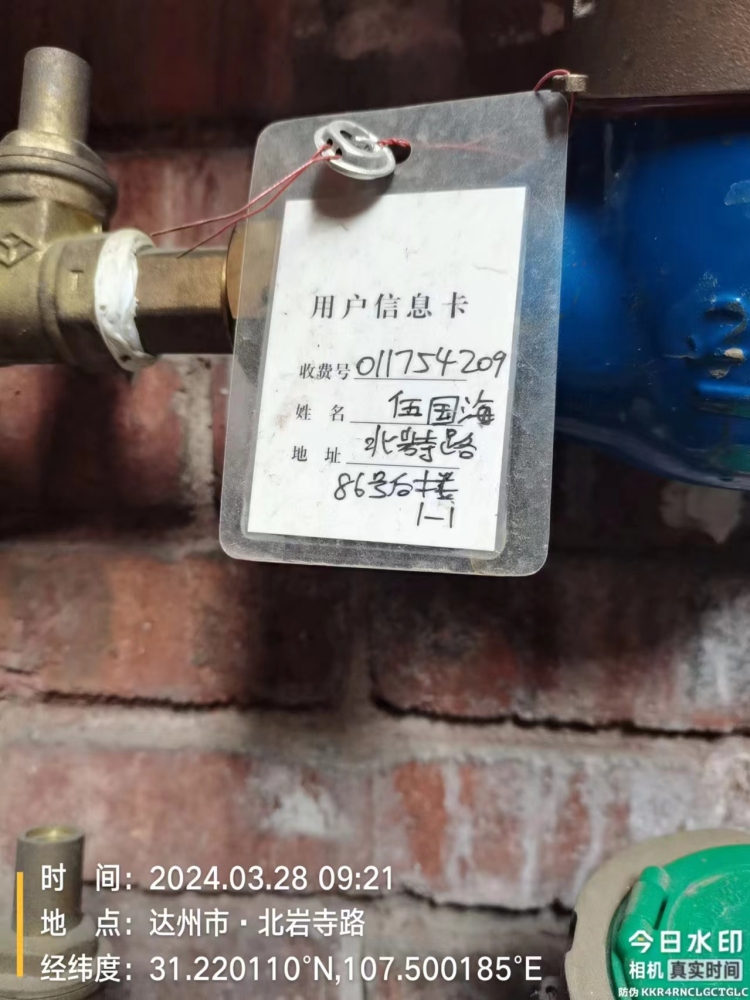 用户信息卡
收费号 011754209
姓 名 伍国海
地 址 北岩寺路
86号后楼
1-1
时 间: 2024.03.28 09:21
地 点: 达州市·北岩寺路
经纬度: 31.220110°N,107.500185°E
今日水印
相机 真实时间
防伪 KKR4RNCLGCTGLC